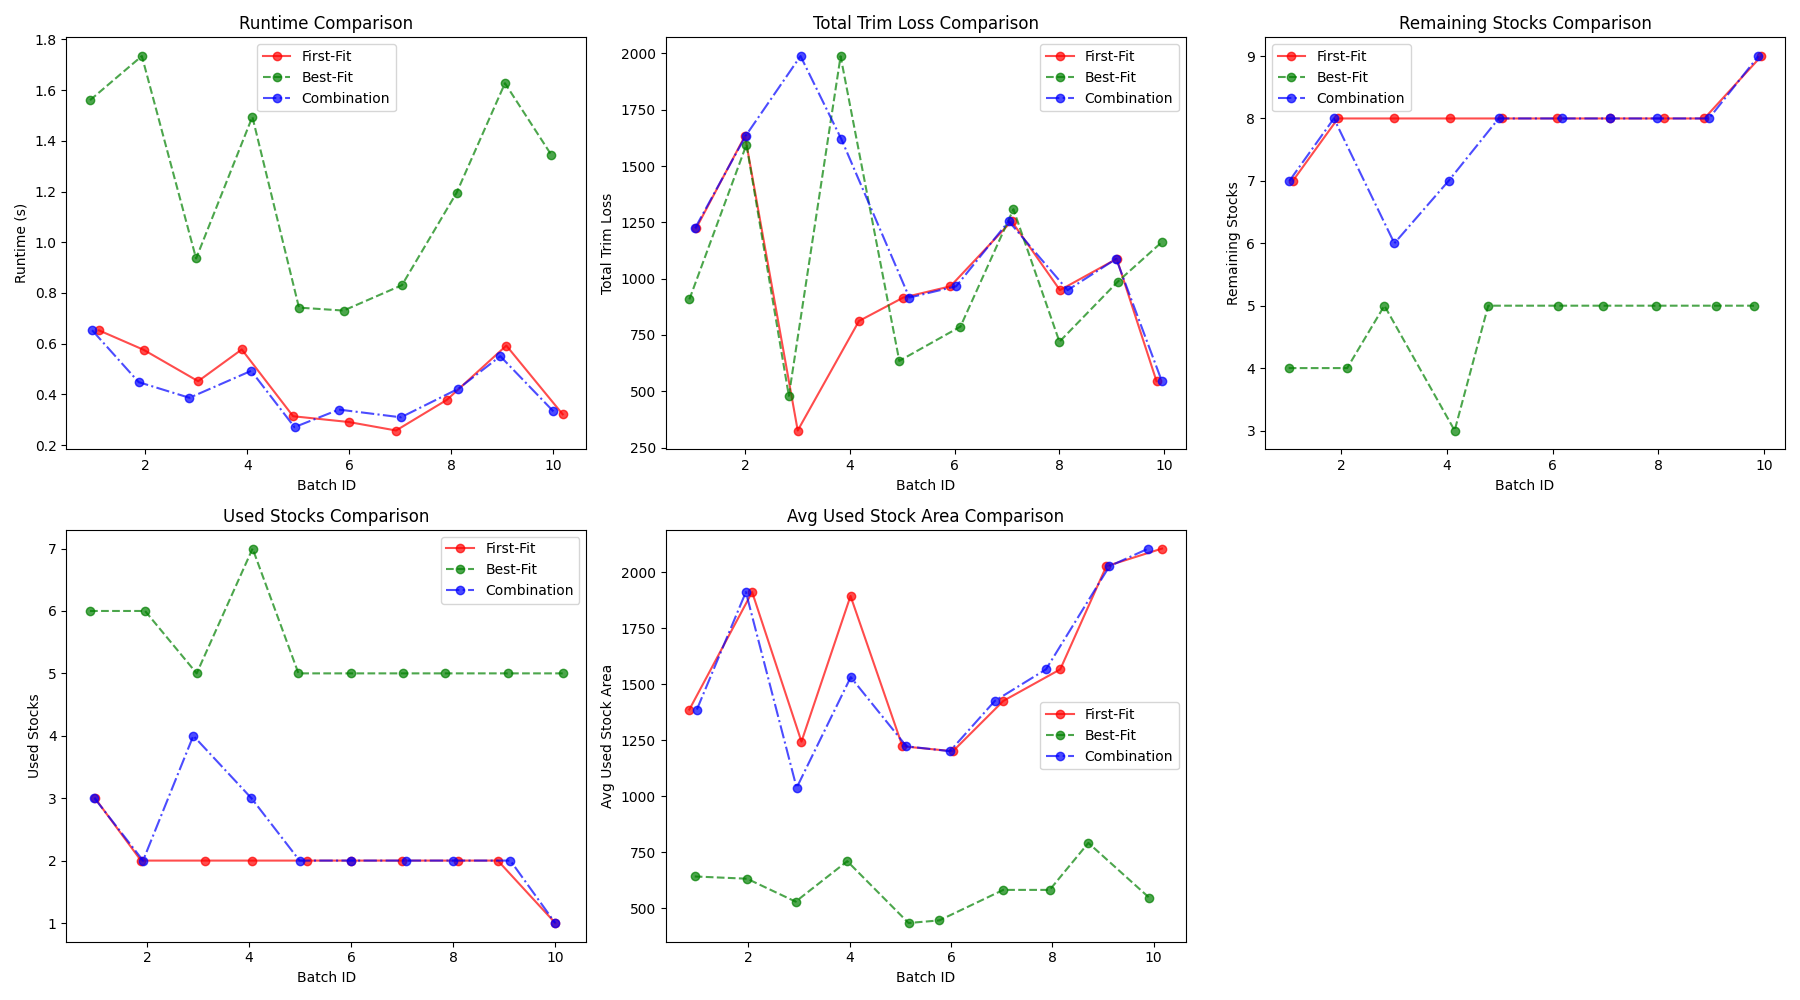 Runtime Comparison
1.8
1.6
1.4
1.2
1.0
0.8
0.6
0.4
0.2
Runtime (s)
First-Fit
Best-Fit
Combination
2 4 6 8 10
Batch ID
Total Trim Loss Comparison
2000
1750
1500
1250
1000
750
500
250
Total Trim Loss
First-Fit
Best-Fit
Combination
2 4 6 8 10
Batch ID
Remaining Stocks Comparison
9
8
7
6
5
4
3
Remaining Stocks
First-Fit
Best-Fit
Combination
2 4 6 8 10
Batch ID
Used Stocks Comparison
7
6
5
4
3
2
1
Used Stocks
First-Fit
Best-Fit
Combination
2 4 6 8 10
Batch ID
Avg Used Stock Area Comparison
2000
1750
1500
1250
1000
750
500
Avg Used Stock Area
First-Fit
Best-Fit
Combination
2 4 6 8 10
Batch ID